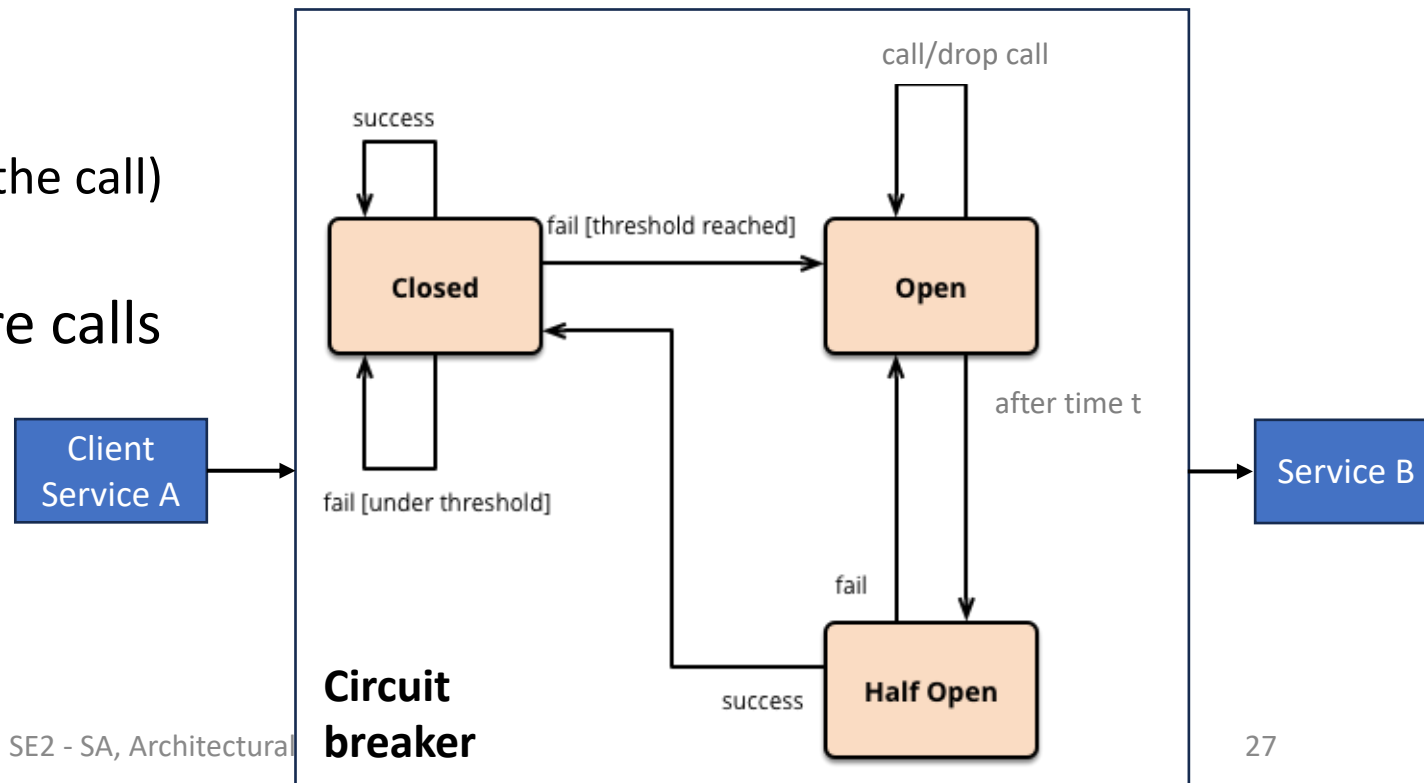 call/drop call
success
the call)
fail [threshold reached]
Closed
Open
re calls
after time t
Client
Service A
Service B
fail [under threshold]
fail
Half Open
success
Circuit
breaker
SE2 - SA, Architectural
27